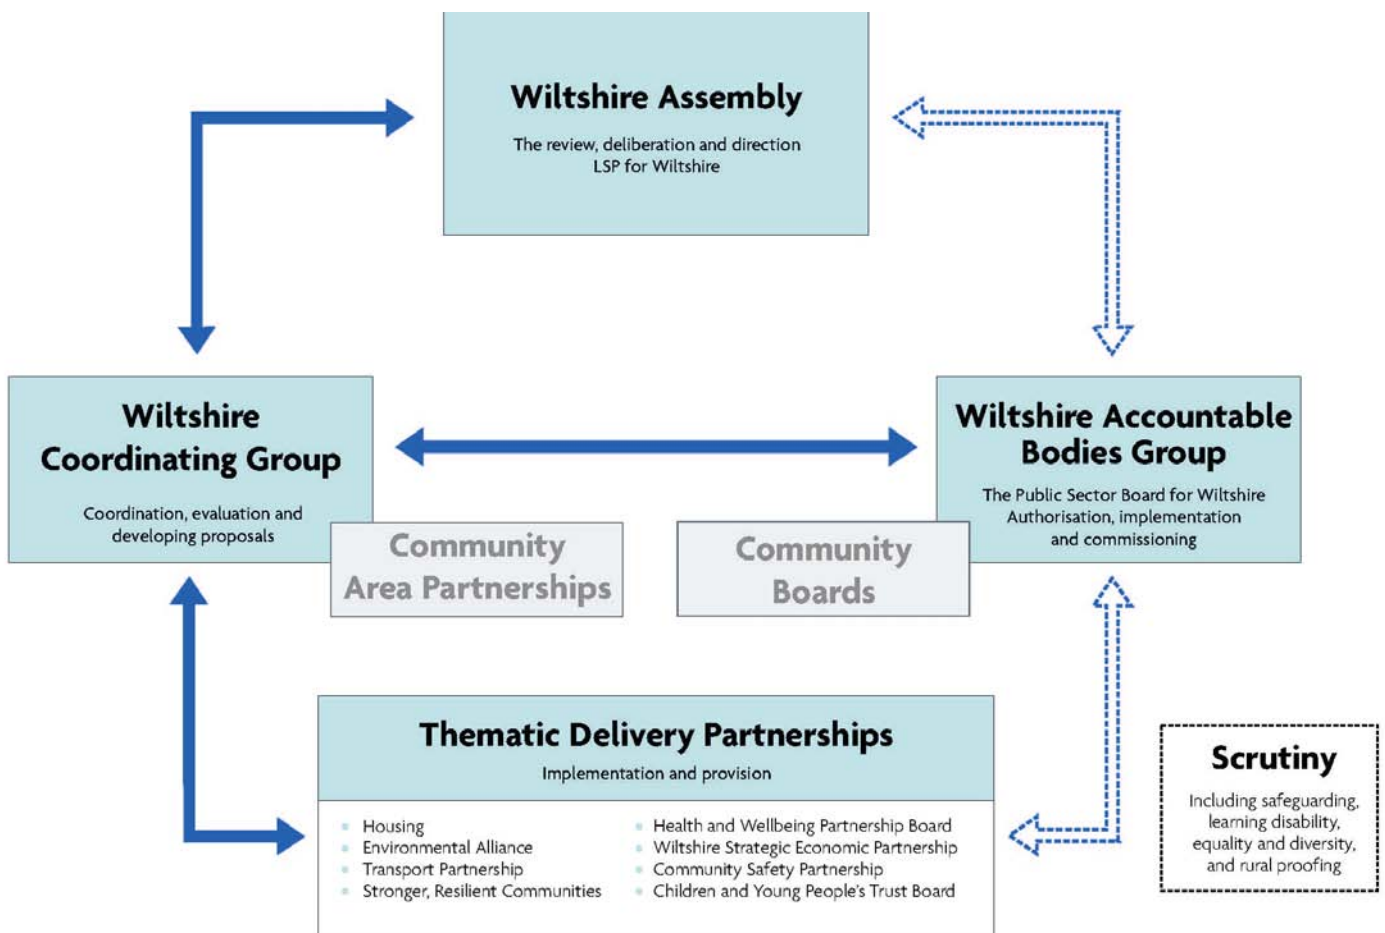 Wiltshire Assembly
The review, deliberation and direction
LSP for Wiltshire
Wiltshire
Coordinating Group
Coordination, evaluation and
developing proposals
Wiltshire Accountable
Bodies Group
The Public Sector Board for Wiltshire
Authorisation, implementation
and commissioning
Community
Area Partnerships
Community
Boards
Thematic Delivery Partnerships
Implementation and provision
Housing
Environmental Alliance
Transport Partnership
Stronger, Resilient Communities
Health and Wellbeing Partnership Board
Wiltshire Strategic Economic Partnership
Community Safety Partnership
Children and Young People's Trust Board
Scrutiny
Including safeguarding,
learning disability,
equality and diversity,
and rural proofing